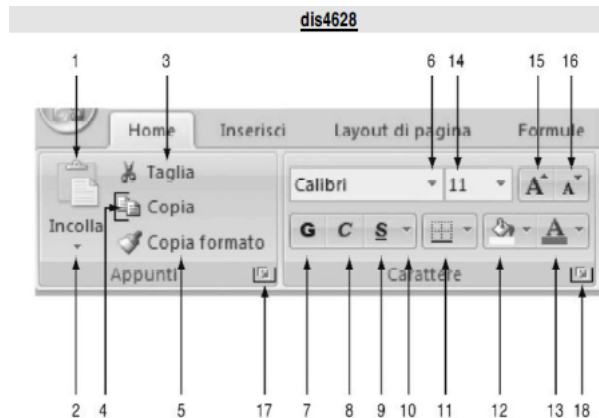 dis4628
1 3 6 14 15 16
Home Inserisci Layout di pagina Formule
Taglia
Calibri 11 A A
Copia
Incolla
G C S A
Copia formato
Appunti Carattere
2 4 5 17 7 8 9 10 11 12 13 18